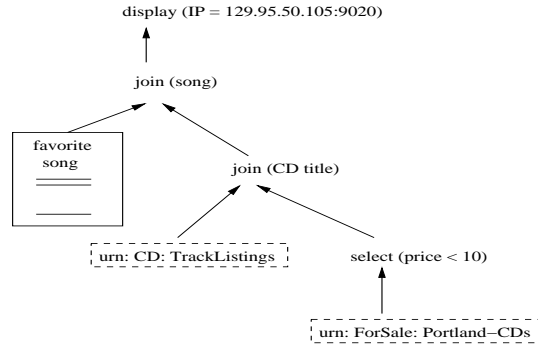 display (IP = 129.95.50.105:9020)
join (song)
favorite
song
join (CD title)
urn: CD: TrackListings
select (price < 10)
urn: ForSale: Portland−CDs